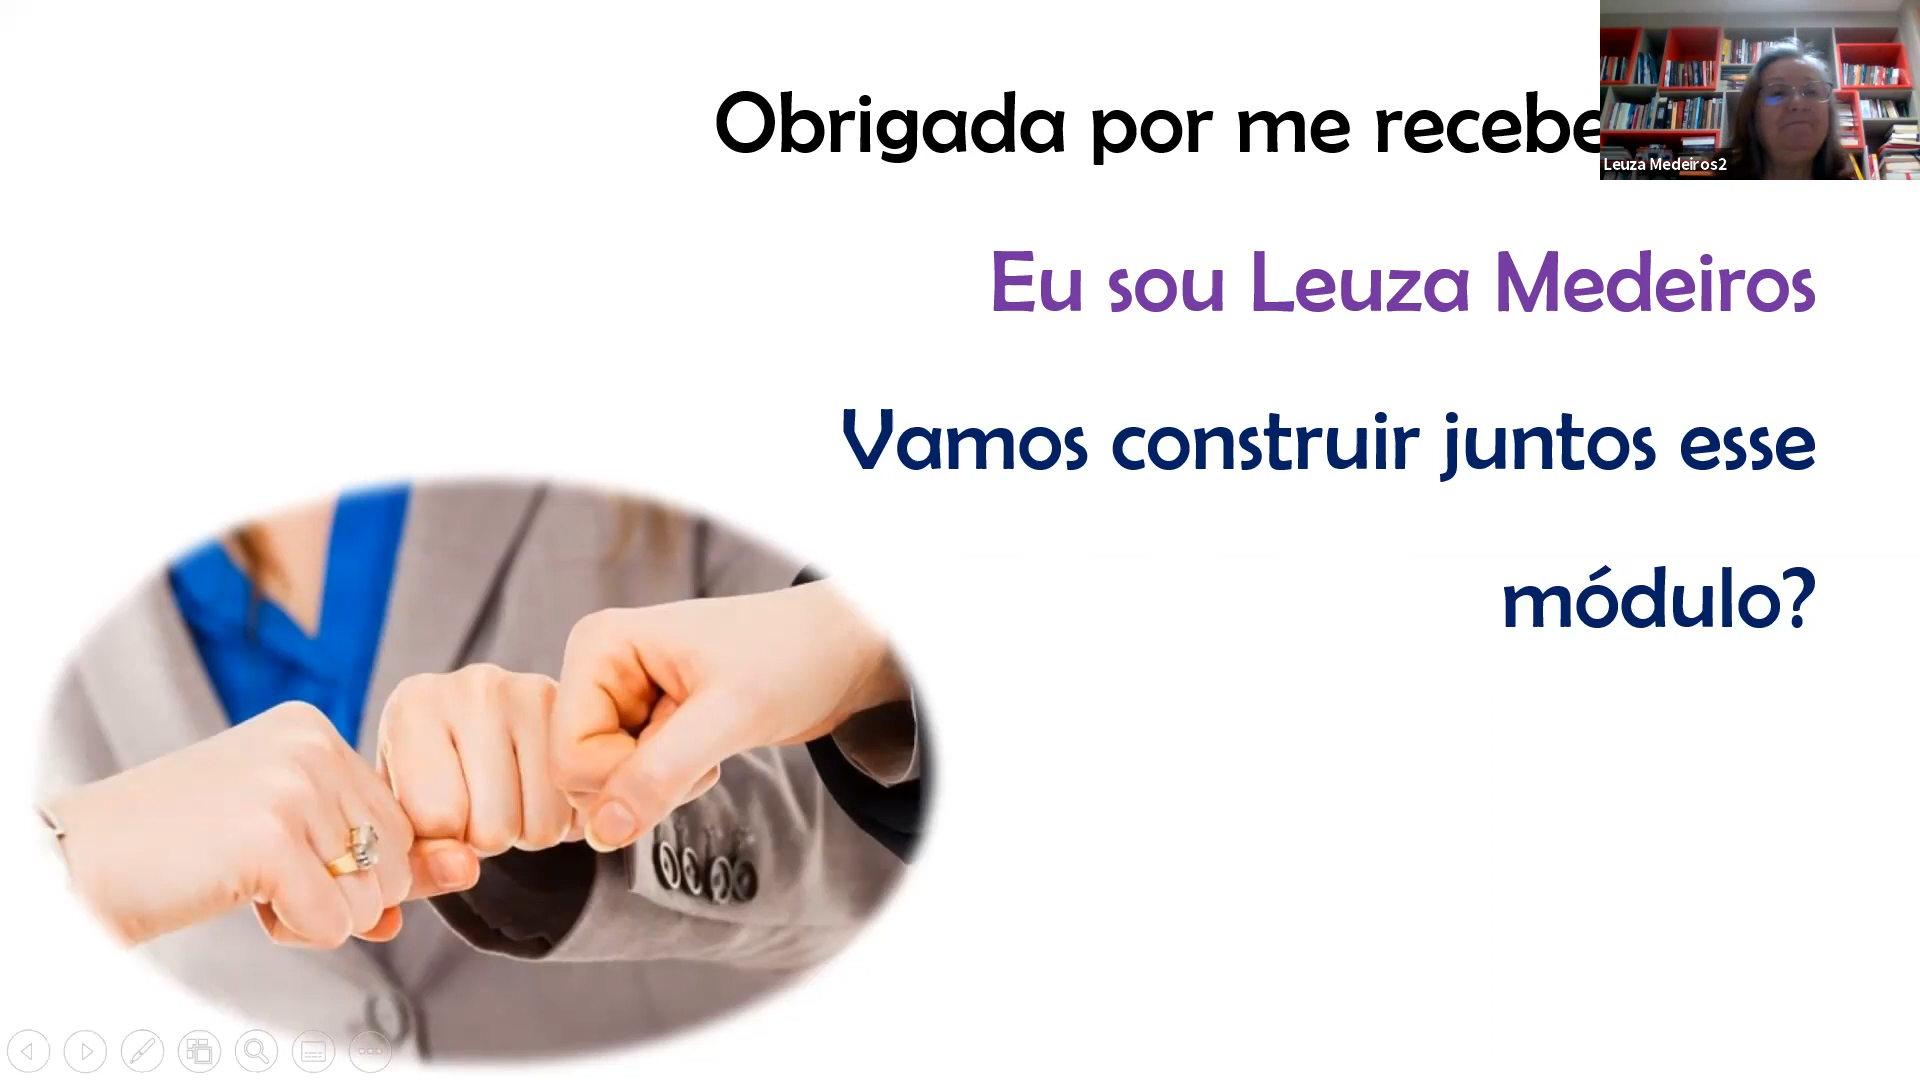 Obrigada por me recebe
Leuza Medeiros2
Eu sou Leuza Medeiros
Vamos construir juntos esse
módulo?